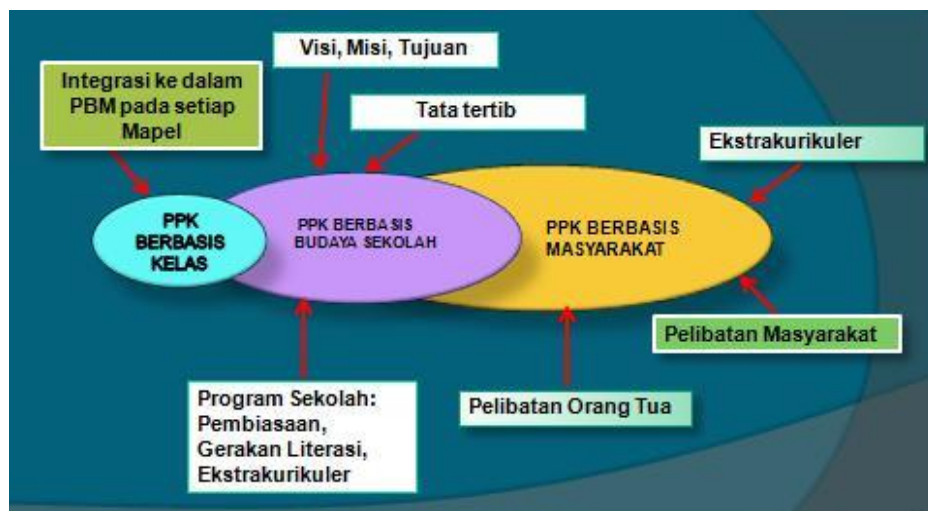 Visi, Misi, Tujuan
Integrasi ke dalam
PBM pada setiap
Mapel
Tata tertib
Ekstrakurikuler
PPK
BERBASIS
KELAS
PPK BERBASIS
BUDAYA SEKOLAH
PPK BERBASIS
MASYARAKAT
Pelibatan Masyarakat
Program Sekolah:
Pembiasaan,
Gerakan Literasi,
Ekstrakurikuler
Pelibatan Orang Tua